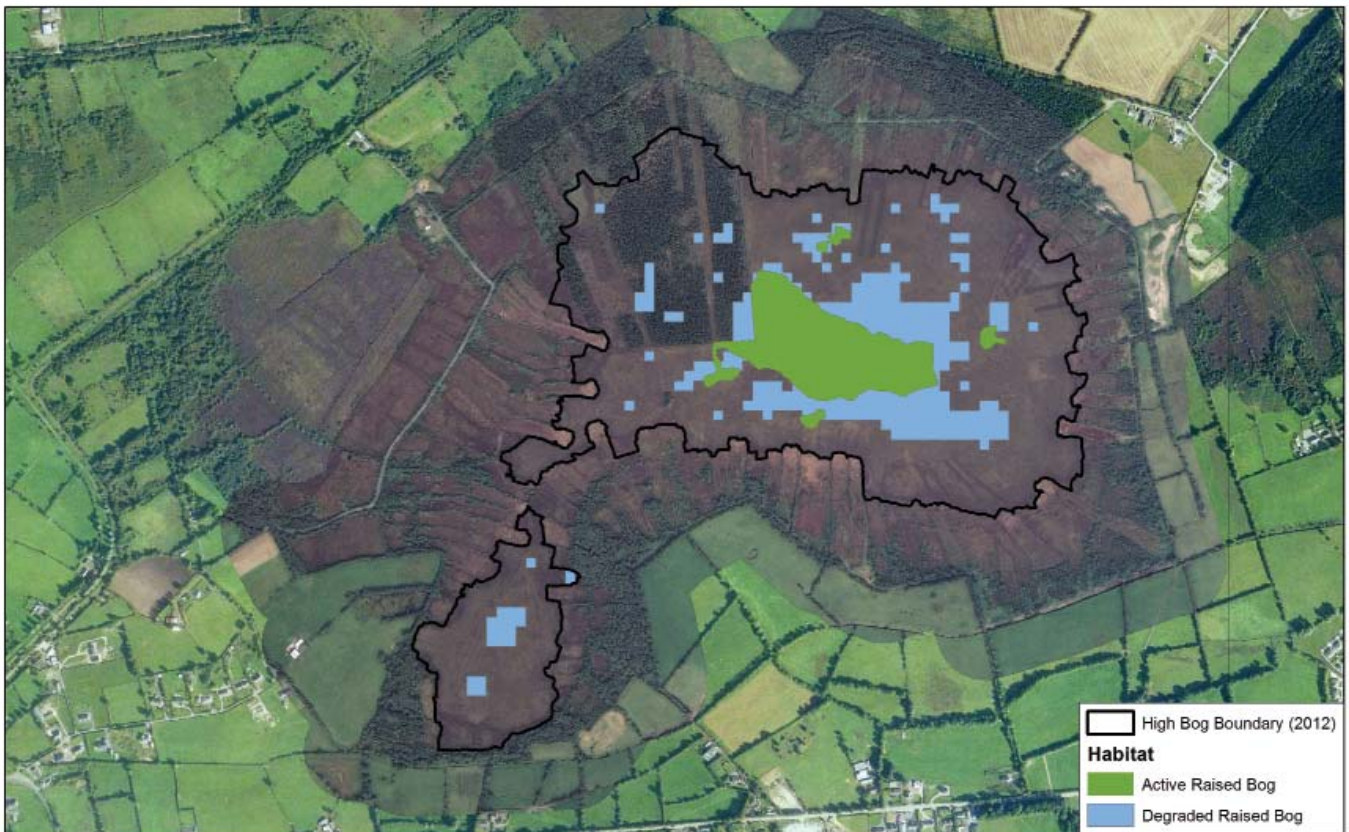 High Bog Boundary (2012)
Habitat
Active Raised Bog
Degraded Raised Bog